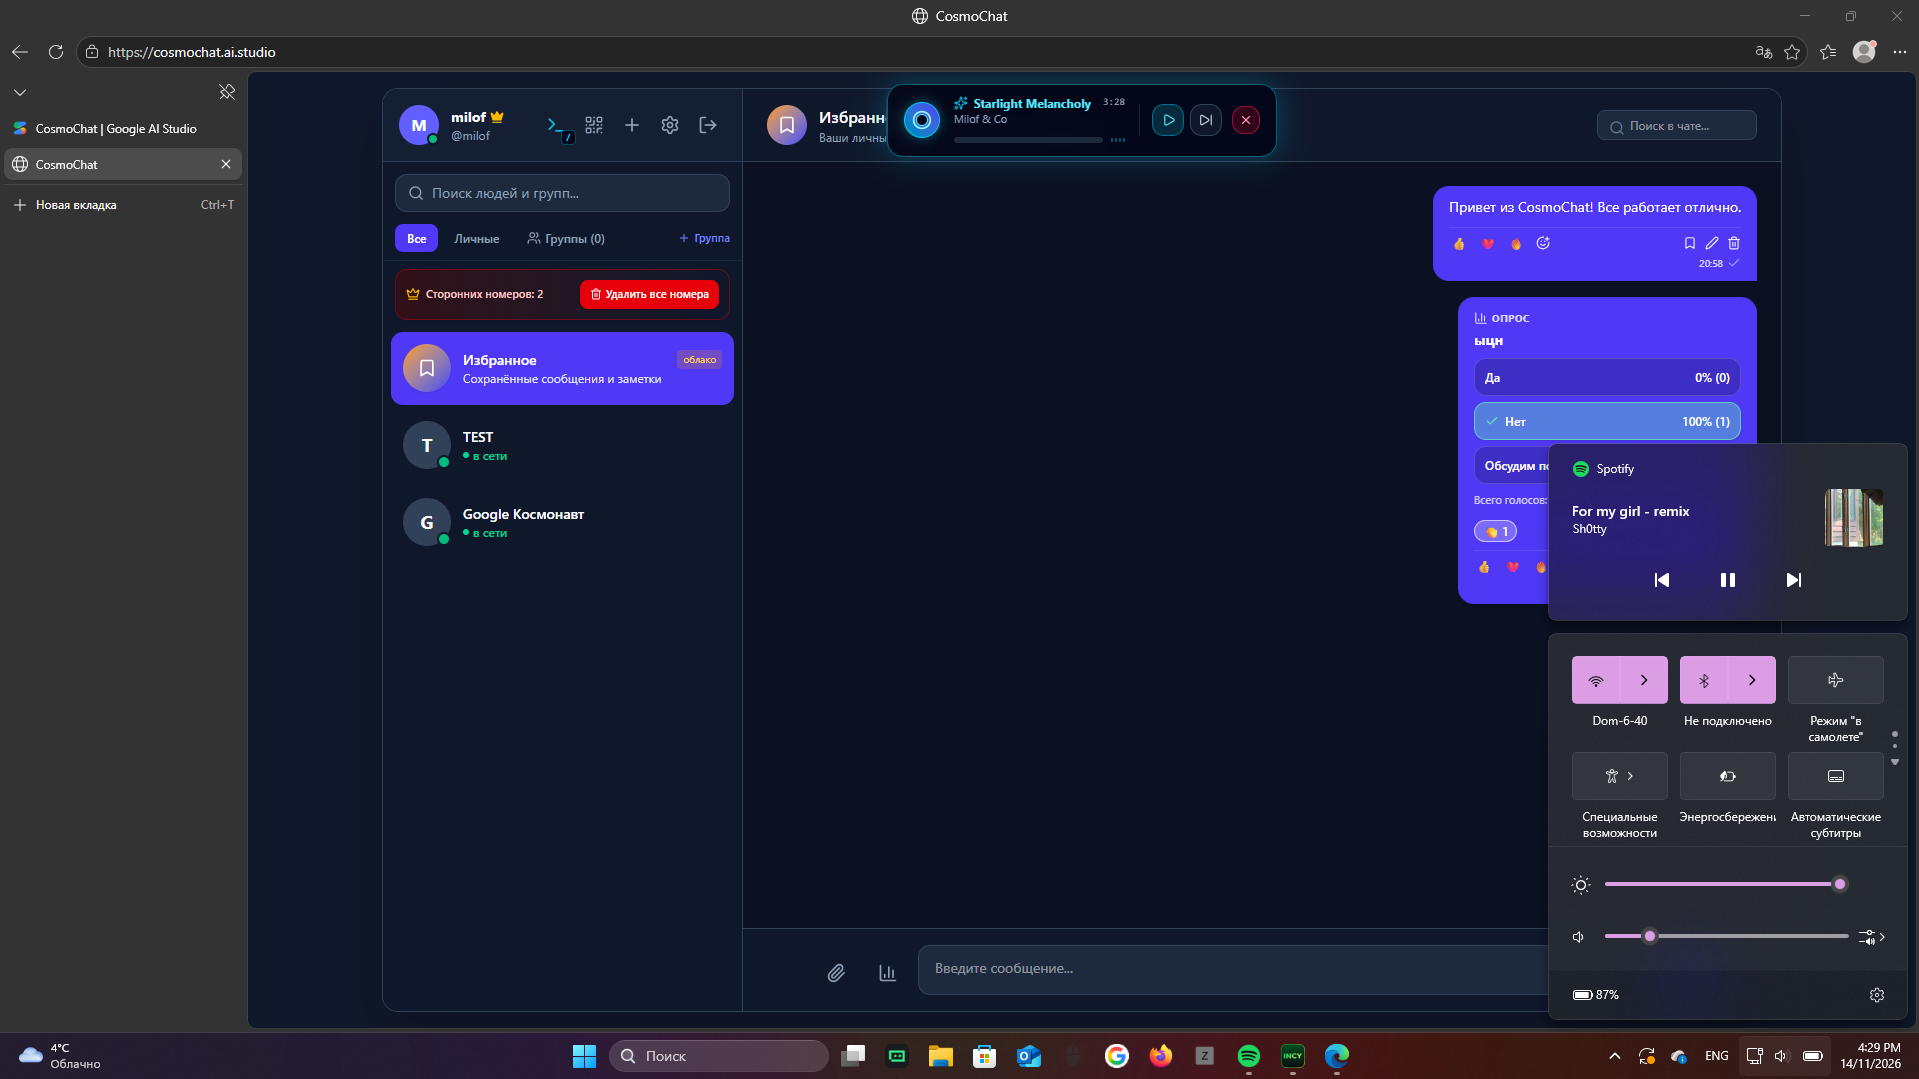 CosmoChat
https://cosmochat.ai.studio
CosmoChat | Google AI Studio
CosmoChat
Новая вкладка
Ctrl+T
M
milof
@milof
Поиск людей и групп...
Все
Личные
Группы (0)
+ Группа
Сторонних номеров: 2
Удалить все номера
Избранное
облако
Сохранённые сообщения и заметки
T
TEST
в сети
G
Google Космонавт
в сети
Избранн
Ваши личны
Starlight Melancholy
3:28
Milof & Co
Поиск в чате...
Привет из CosmoChat! Все работает отлично.
20:58
ОПРОС
ыцн
Да
0% (0)
Нет
100% (1)
Обсудим по
Всего голосов:
1
Spotify
For my girl - remix
Sh0tty
Dom-6-40
Не подключено
Режим "в
самолете"
Специальные
возможности
Энергосбережени
Автоматические
субтитры
87%
Введите сообщение...
4°C
Облачно
Поиск
INCY
ENG
4:29 PM
14/11/2026